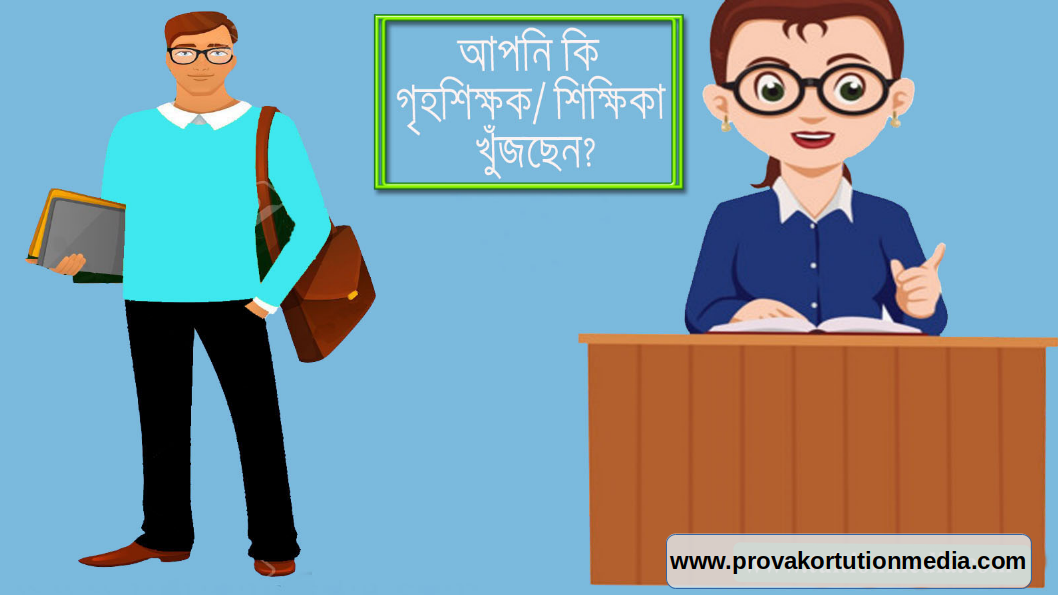 আপনি কি
গৃহশিক্ষক/ শিক্ষিকা
খুঁজছেন?
www.provakortutionmedia.com